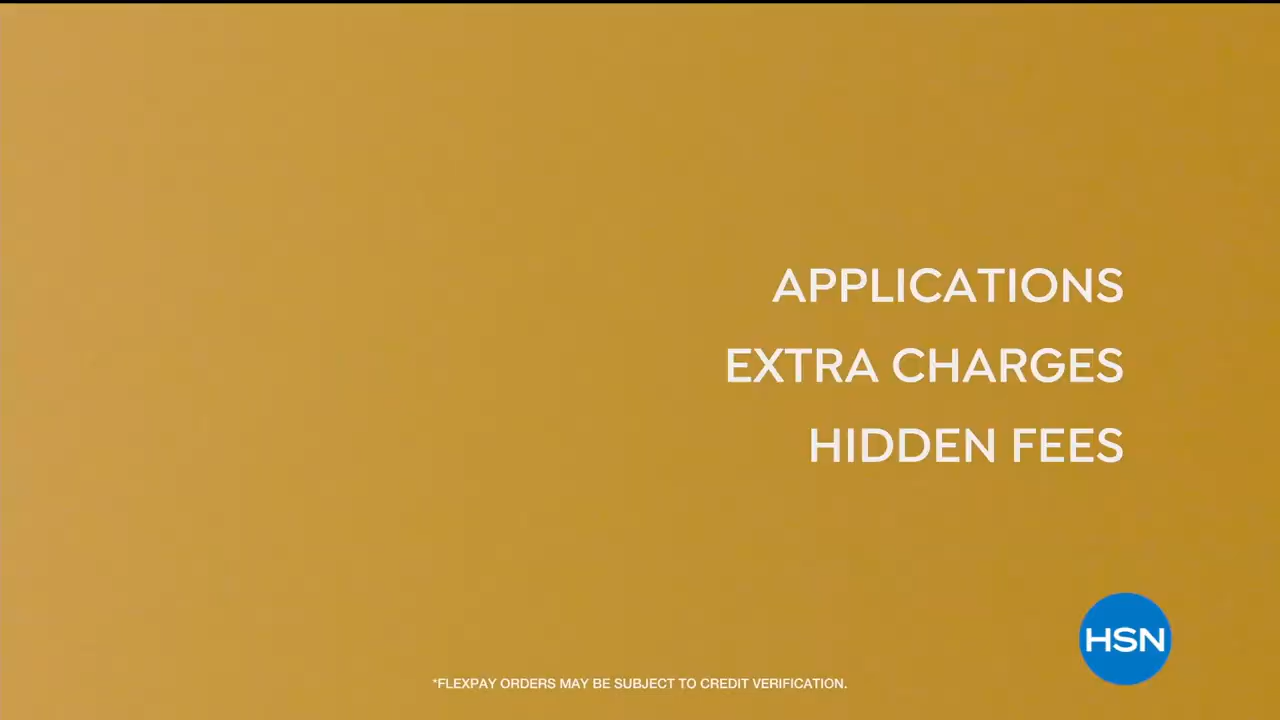 APPLICATIONS
EXTRA CHARGES
HIDDEN FEES
HSN
*FLEXPAY ORDERS MAY BE SUBJECT TO CREDIT VERIFICATION.